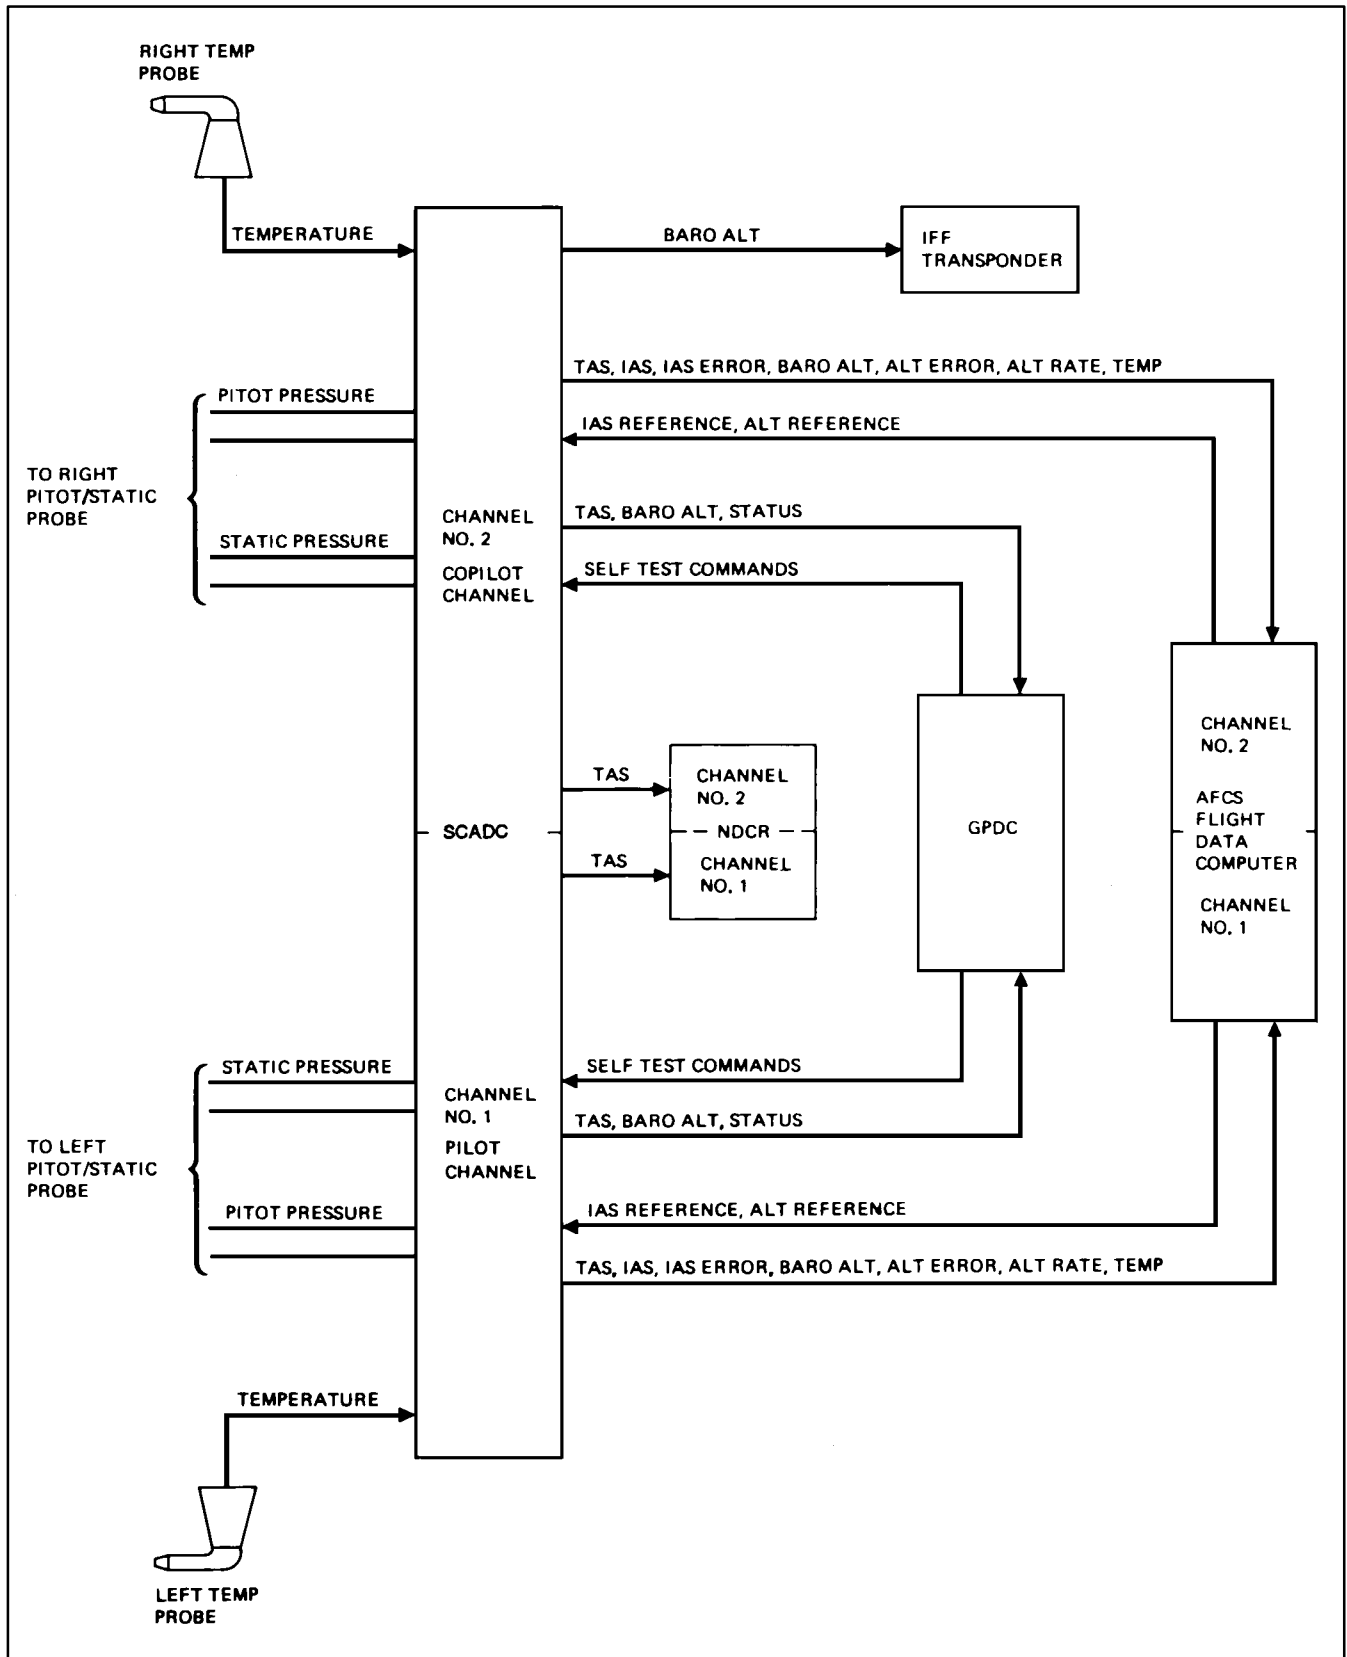 RIGHT TEMP
PROBE
TEMPERATURE
BARO ALT
IFF
TRANSPONDER
TAS, IAS, IAS ERROR, BARO ALT, ALT ERROR, ALT RATE, TEMP
PITOT PRESSURE
IAS REFERENCE, ALT REFERENCE
TO RIGHT
PITOT/STATIC
PROBE
CHANNEL
NO. 2
TAS, BARO ALT, STATUS
STATIC PRESSURE
COPILOT
CHANNEL
SELF TEST COMMANDS
CHANNEL
NO. 2
AFCS
FLIGHT
DATA
COMPUTER
CHANNEL
NO. 1
TAS
CHANNEL
NO. 2
SCADC
NDCR
GPDC
TAS
CHANNEL
NO. 1
STATIC PRESSURE
SELF TEST COMMANDS
CHANNEL
NO. 1
TAS, BARO ALT, STATUS
TO LEFT
PITOT/STATIC
PROBE
PILOT
CHANNEL
PITOT PRESSURE
IAS REFERENCE, ALT REFERENCE
TAS, IAS, IAS ERROR, BARO ALT, ALT ERROR, ALT RATE, TEMP
TEMPERATURE
LEFT TEMP
PROBE